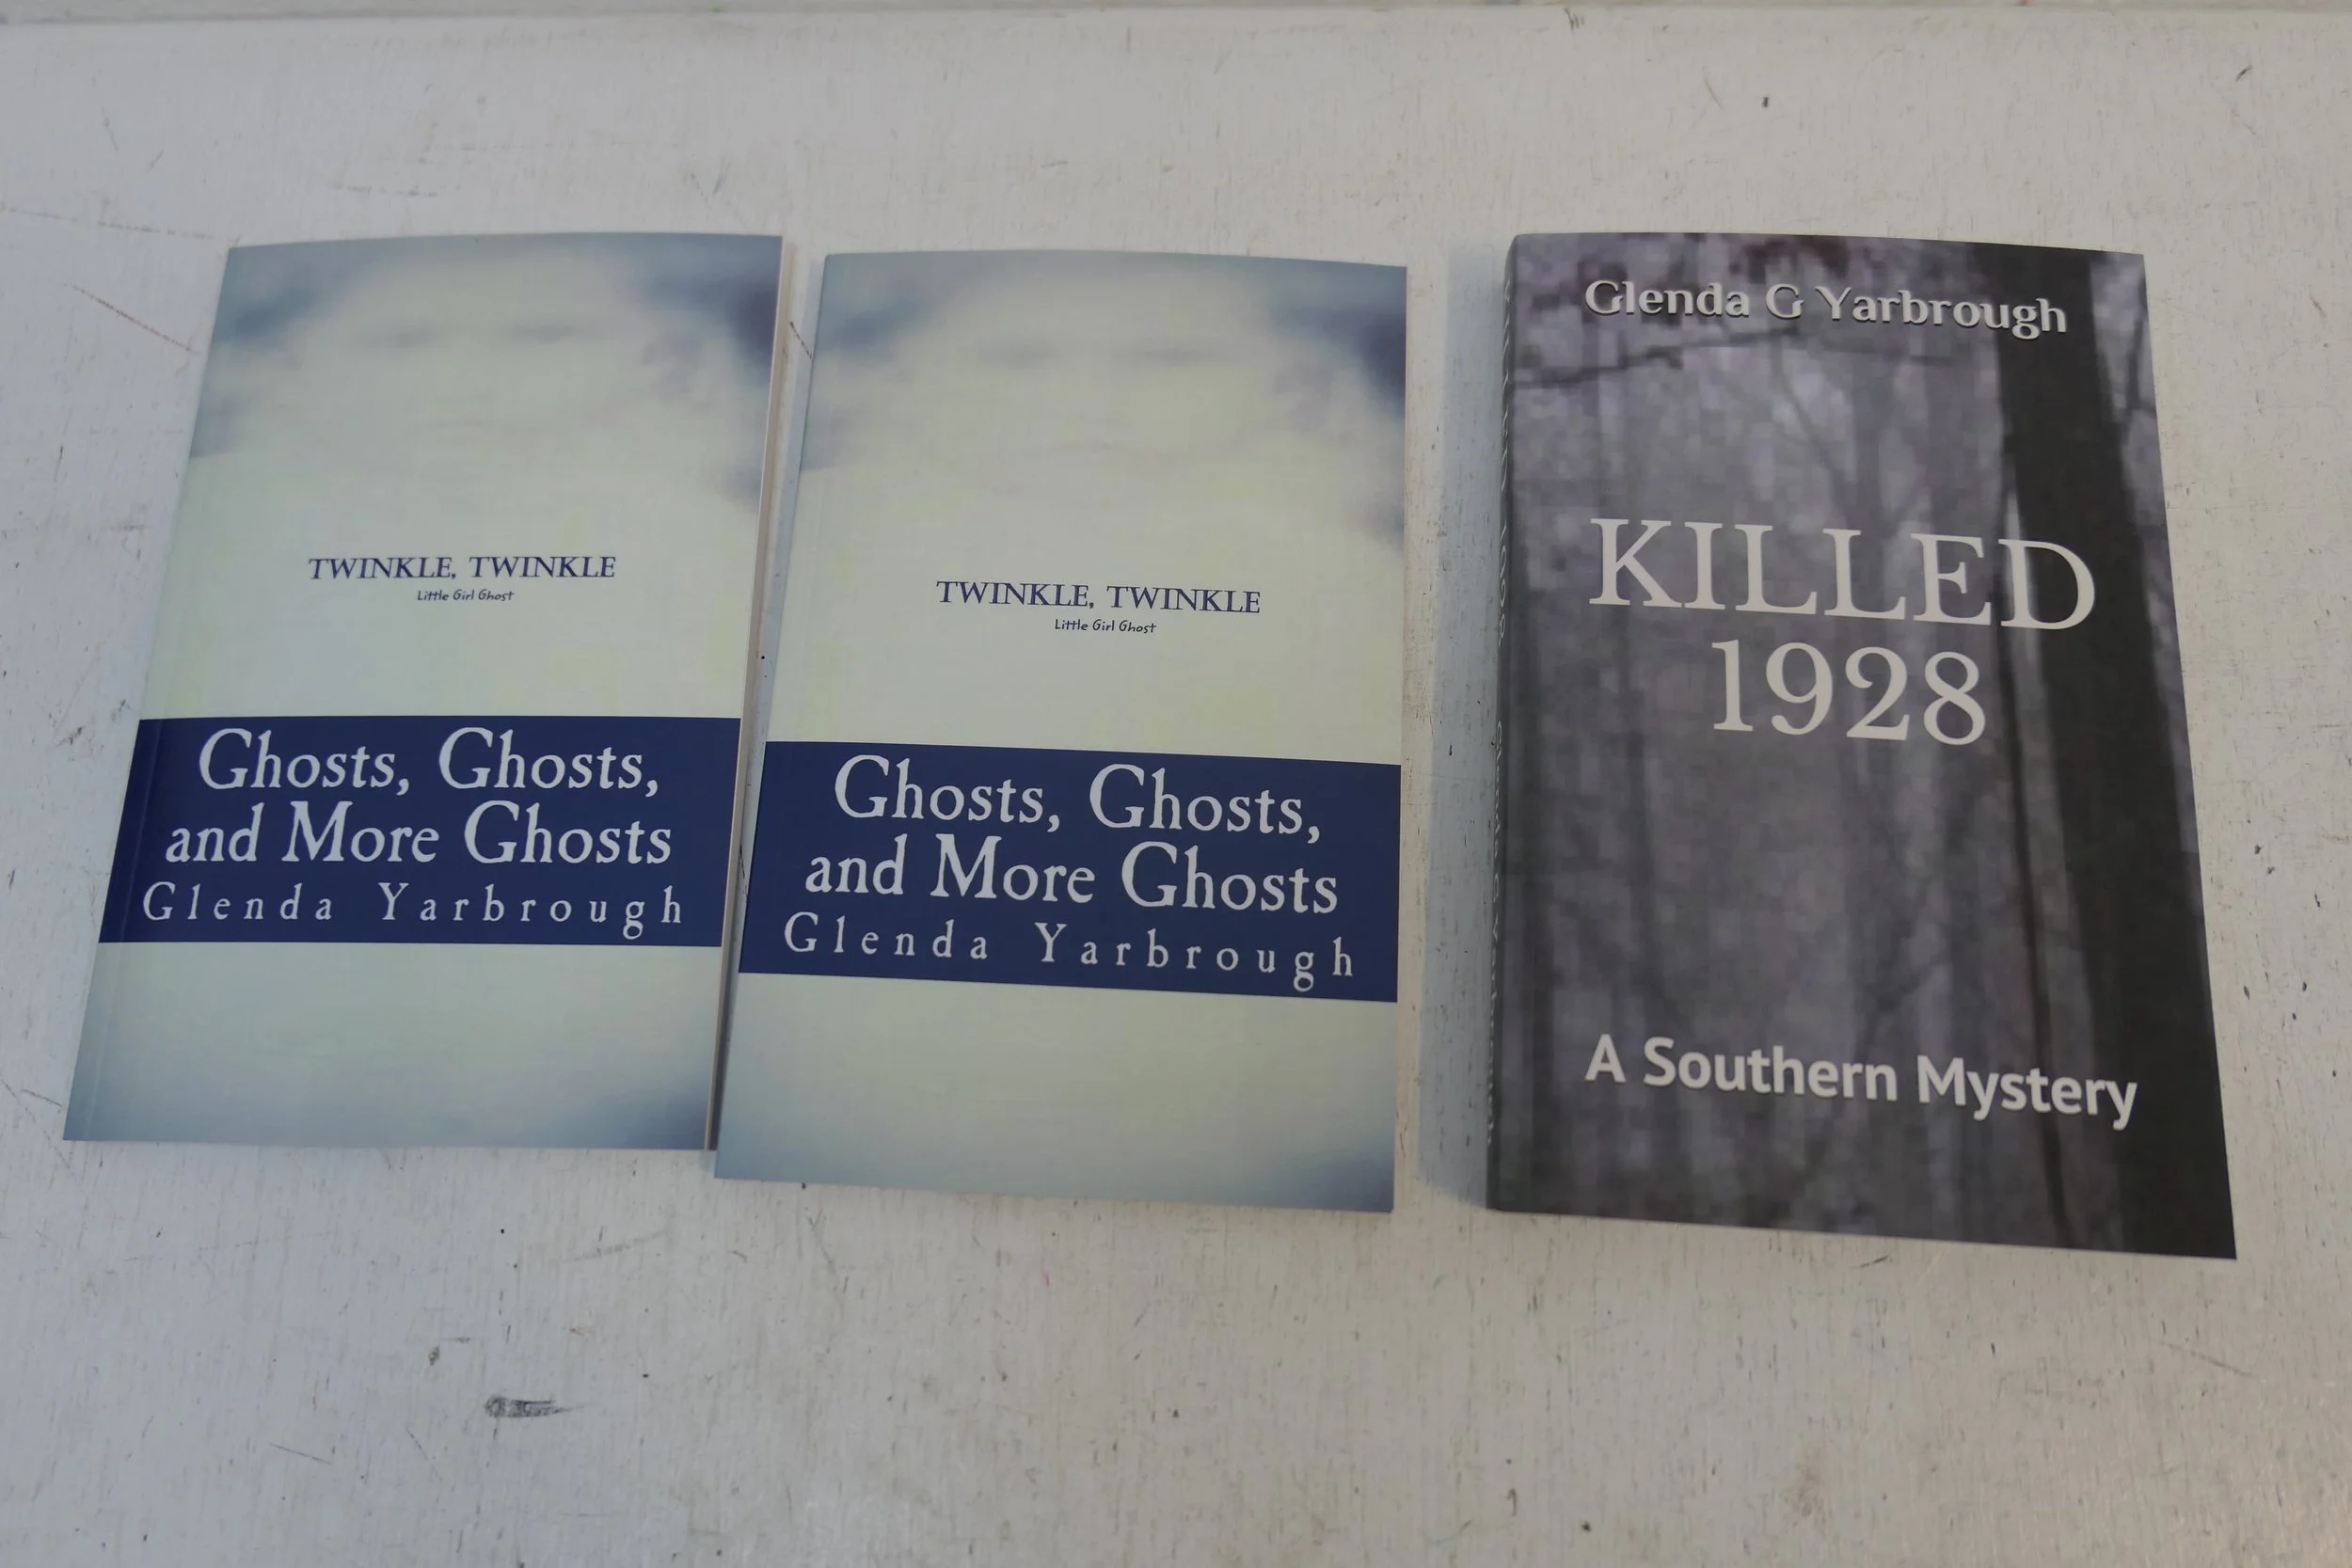 TWINKLE, TWINKLE
Little Girl Ghost
Ghosts, Ghosts,
and More Ghosts
Glenda Yarbrough
TWINKLE, TWINKLE
Little Girl Ghost
Ghosts, Ghosts,
and More Ghosts
Glenda Yarbrough
Glenda G Yarbrough
KILLED
1928
A Southern Mystery